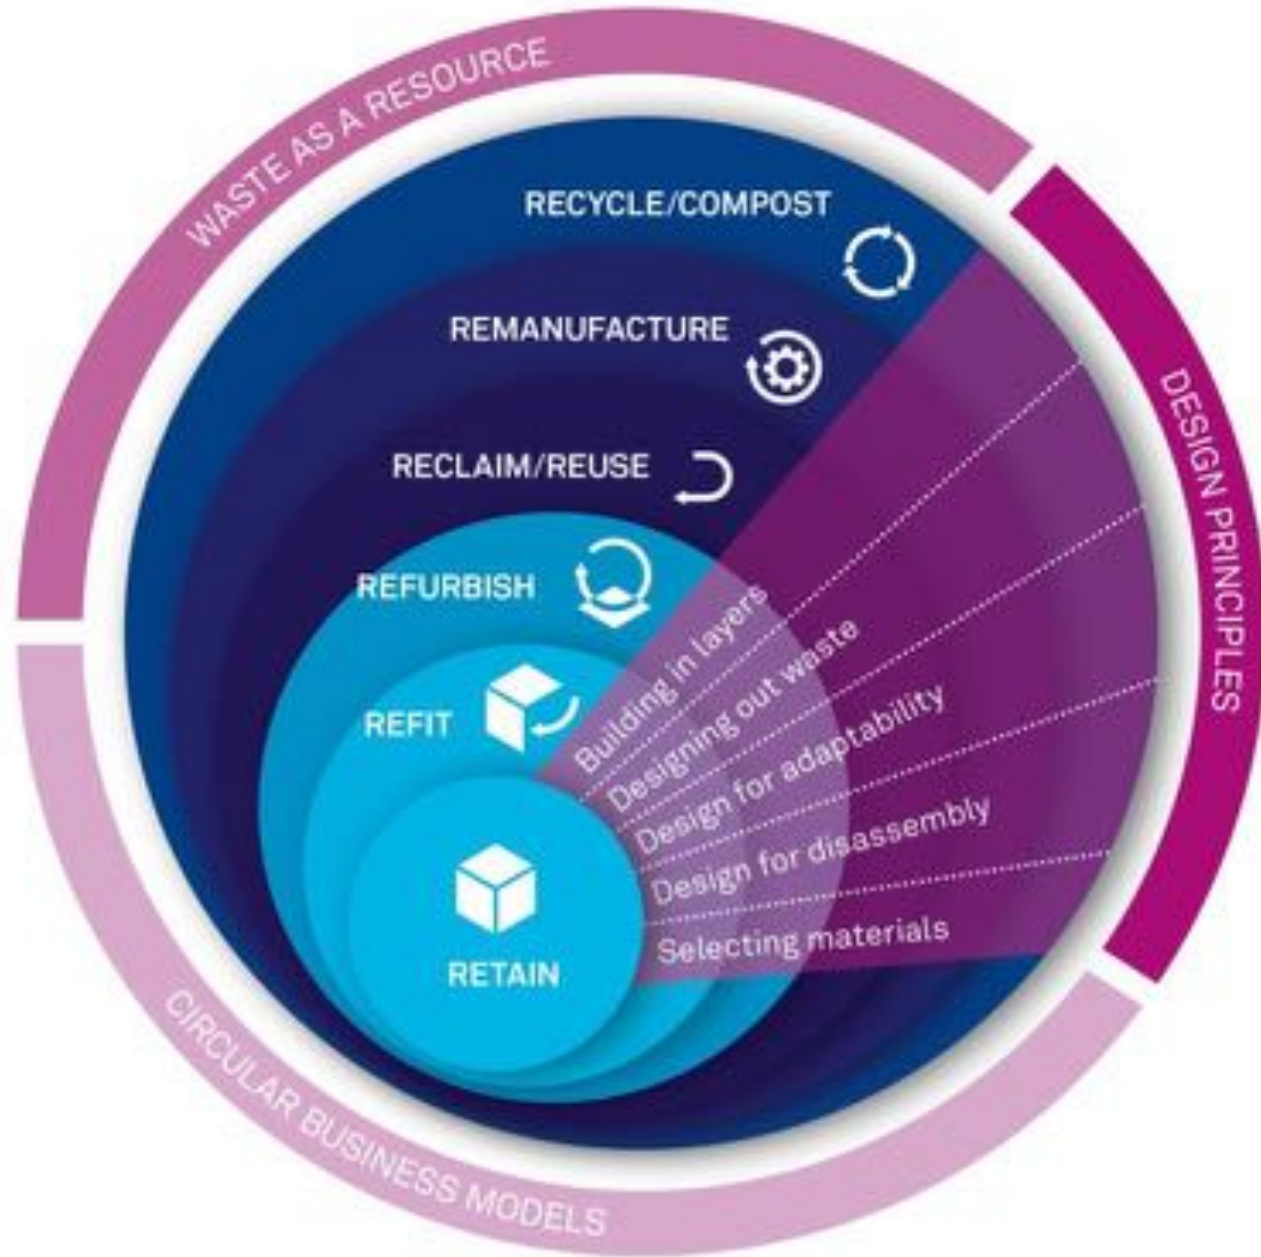 WASTE AS A RESOURCE
RECYCLE/COMPOST
REMANUFACTURE
RECLAIM/REUSE
REFURBISH
REFIT
RETAIN
Building in layers
Designing out waste
Design for adaptability
Design for disassembly
Selecting materials
DESIGN PRINCIPLES
CIRCULAR BUSINESS MODELS